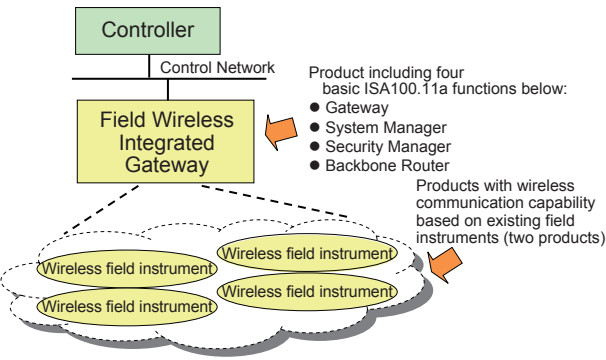 Controller
Control Network
Field Wireless
Integrated
Gateway
Product including four
basic ISA100.11a functions below:
● Gateway
● System Manager
● Security Manager
● Backbone Router
Products with wireless
communication capability
based on existing field
instruments (two products)
Wireless field instrument
Wireless field instrument
Wireless field instrument
Wireless field instrument